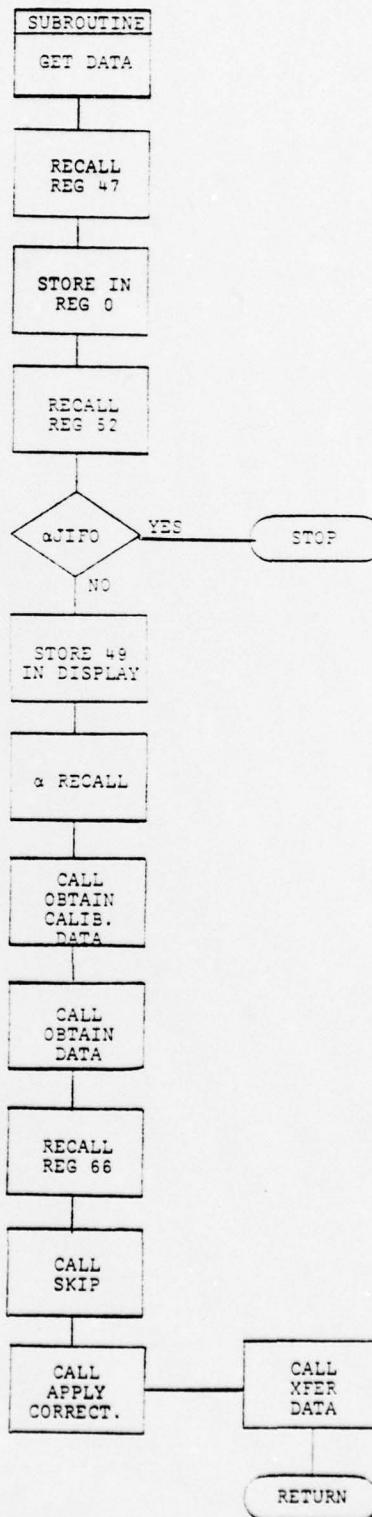 SUBROUTINE
GET DATA
RECALL
REG 47
STORE IN
REG 0
RECALL
REG 52
αJIFO
YES
STOP
NO
STORE 49
IN DISPLAY
α RECALL
CALL
OBTAIN
CALIB.
DATA
CALL
OBTAIN
DATA
RECALL
REG 66
CALL
SKIP
CALL
APPLY
CORRECT.
CALL
XFER
DATA
RETURN